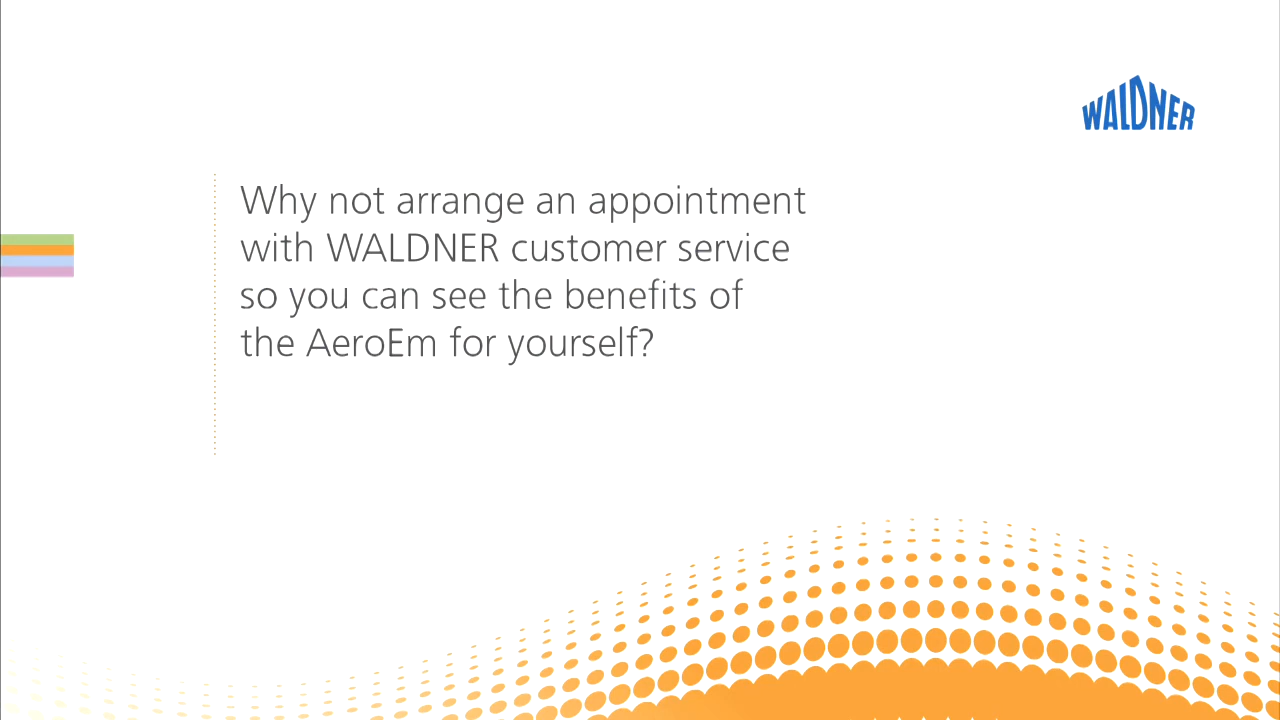 WALDNER
Why not arrange an appointment
with WALDNER customer service
so you can see the benefits of
the AeroEm for yourself?